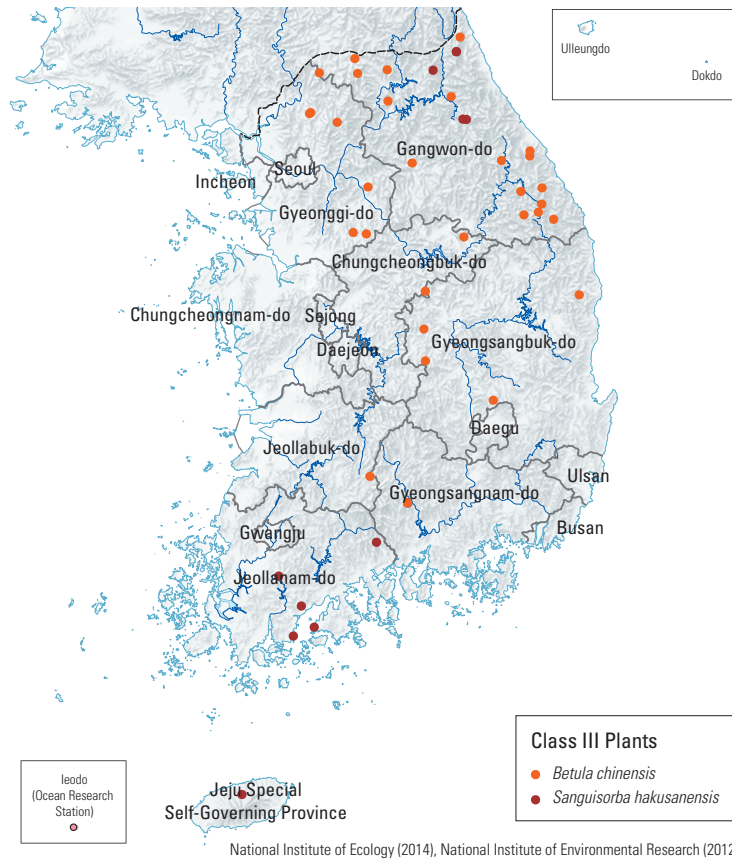 Ulleungdo
Dokdo
Gangwon-do
Seoul
Incheon
Gyeonggi-do
Chungcheongbuk-do
Chungcheongnam-do
Sejong
Daejeon
Gyeongsangbuk-do
Daegu
Jeollabuk-do
Ulsan
Gyeongsangnam-do
Busan
Gwangju
Jeollanam-do
Class III Plants
Betula chinensis
Sanguisorba hakusanensis
Ieodo
(Ocean Research
Station)
Jeju Special
Self-Governing Province
National Institute of Ecology (2014), National Institute of Environmental Research (2012